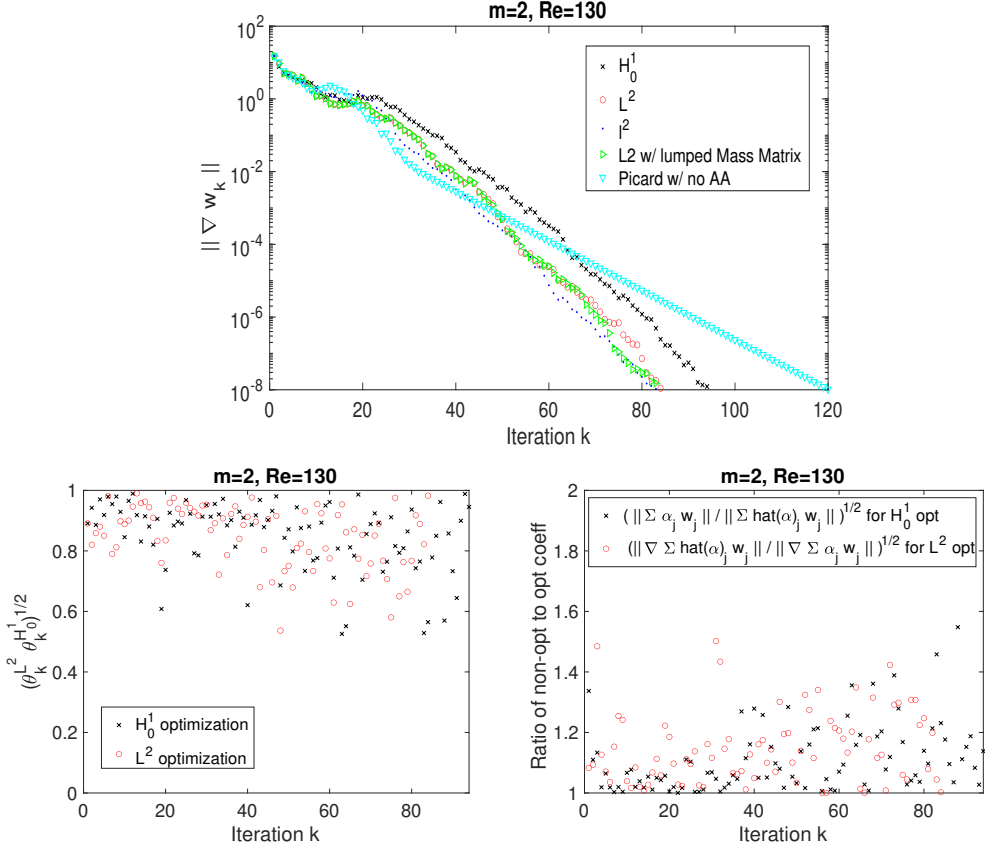 m=2, Re=130
10^2
10^0
10^-2
10^-4
10^-6
10^-8
|| ∇ w_k ||
H_0^1
L^2
l^2
L2 w/ lumped Mass Matrix
Picard w/ no AA
0 20 40 60 80 100 120
Iteration k
m=2, Re=130
1
0.8
0.6
0.4
0.2
0
(θ_k^{L^2} θ_k^{H_0^1})^{1/2}
H_0^1 optimization
L^2 optimization
0 20 40 60 80
Iteration k
m=2, Re=130
2
1.8
1.6
1.4
1.2
1
Ratio of non-opt to opt coeff
( || Σ α_j w_j || / || Σ hat(α)_j w_j || )^{1/2} for H_0^1 opt
(|| ∇ Σ hat(α)_j w_j || / || ∇ Σ α_j w_j || )^{1/2} for L^2 opt
0 20 40 60 80
Iteration k